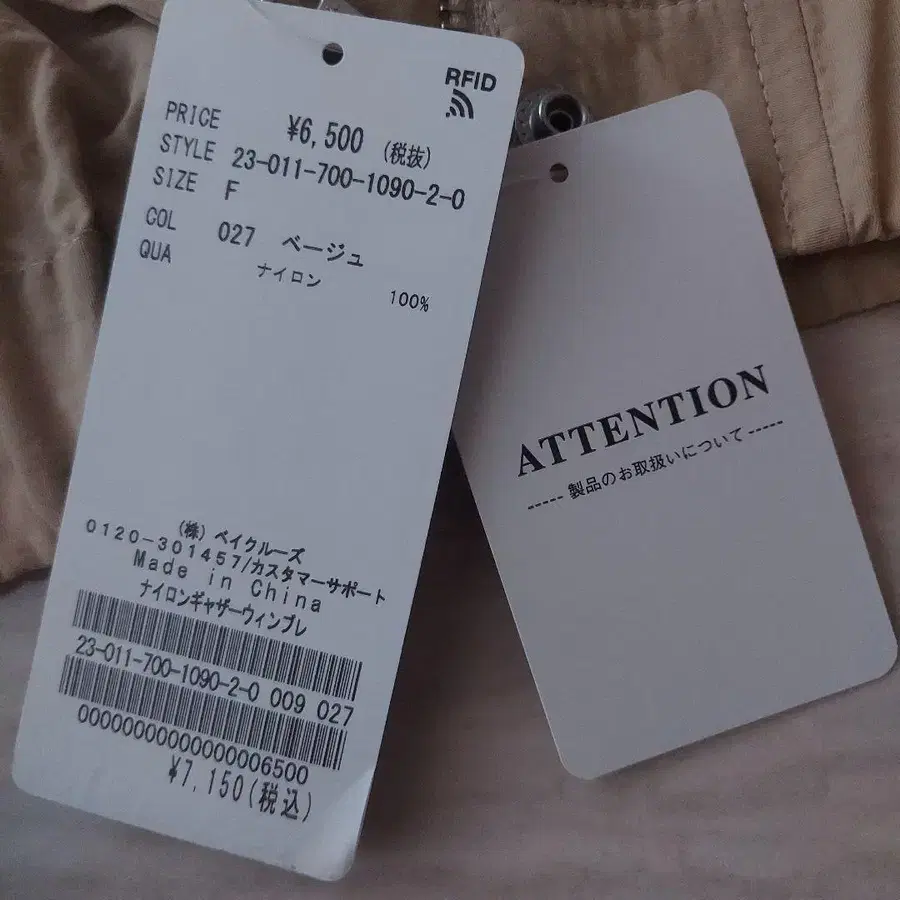 RFID
PRICE ¥6,500 (税抜)
STYLE 23-011-700-1090-2-0
SIZE F
COL 027 ベージュ
QUA ナイロン 100%
(株)ベイクルーズ
0120-301457/カスタマーサポート
Made in China
ナイロンギャザーウィンブレ
23-011-700-1090-2-0 009 027
0000000000000006500
¥7,150(税込)
ATTENTION
----- 製品のお取扱いについて -----